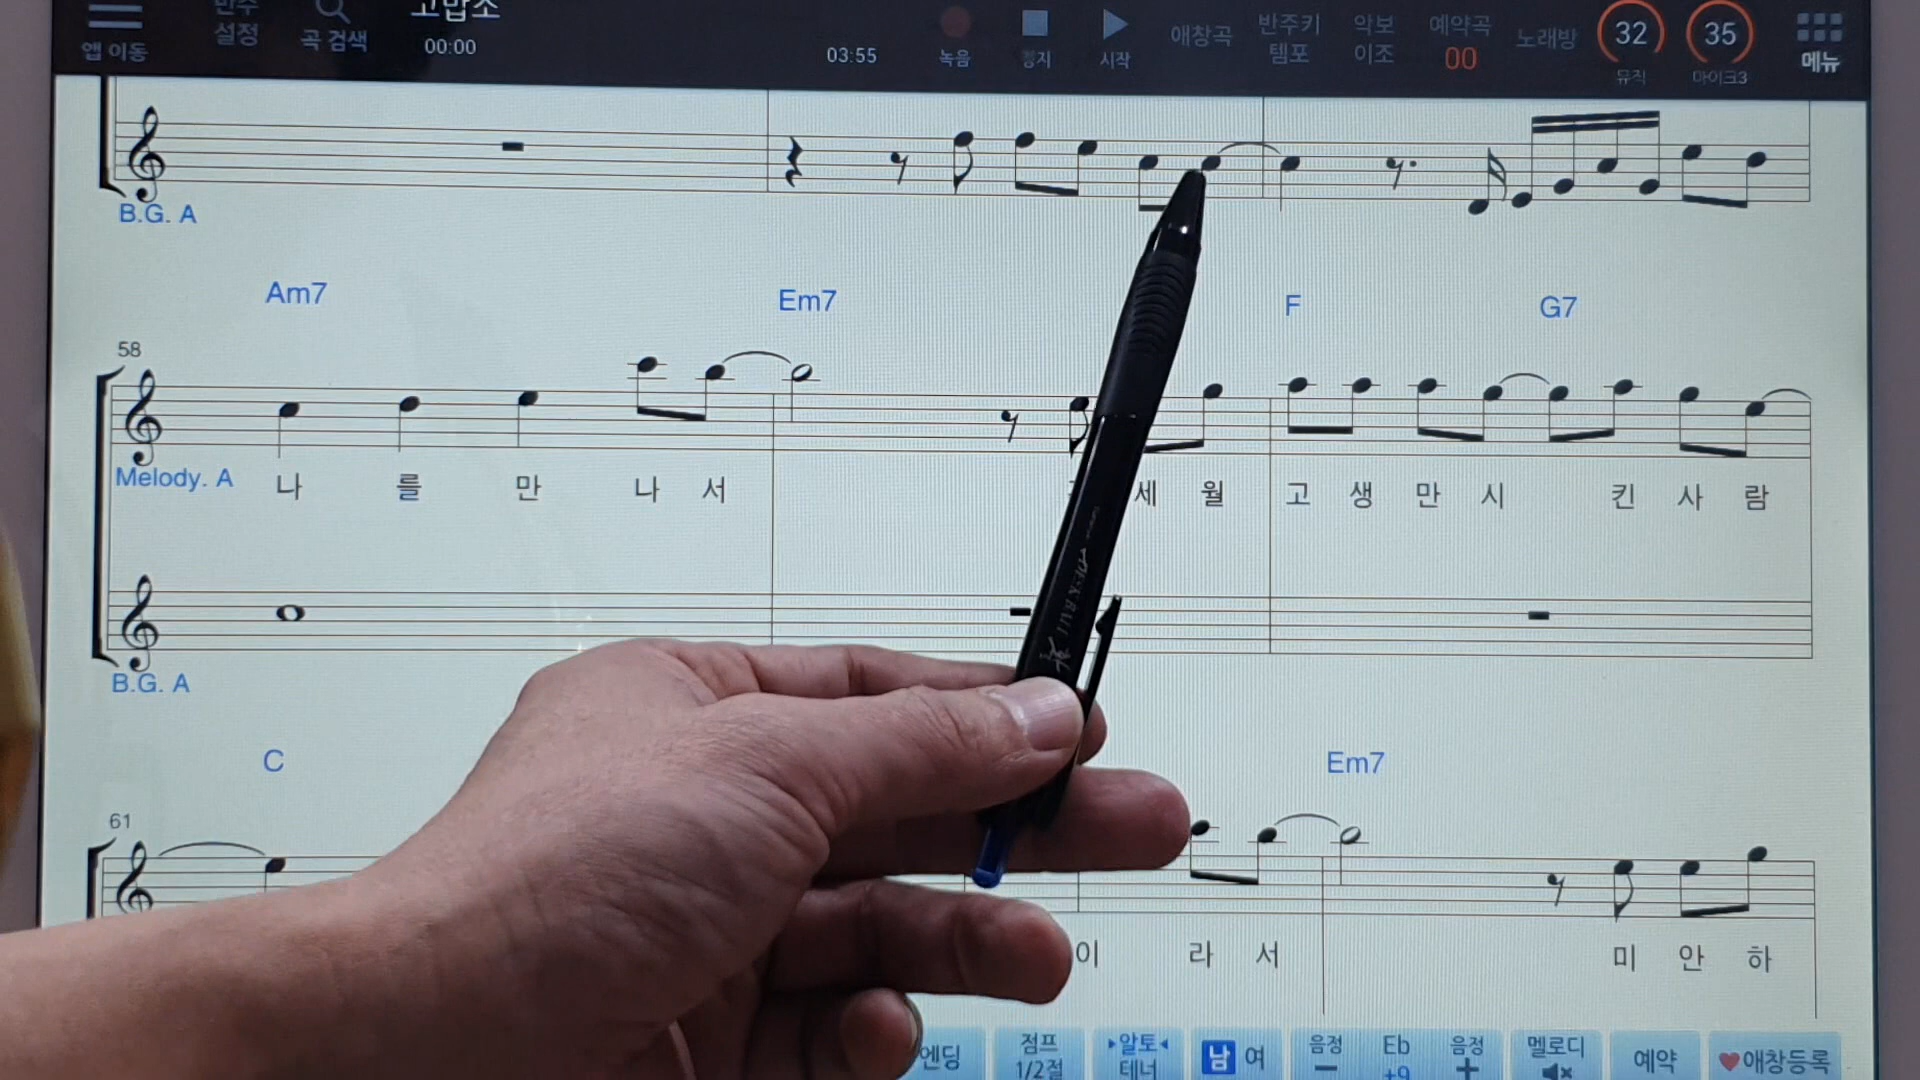 반주
설정
앱 이동
곡 검색
고맙소
00:00
03:55
녹음
시작
애창곡
반주키
템포
악보
이조
예약곡
00
노래방
32
뮤직
35
마이크3
메뉴
B.G. A
Am7 Em7 F G7
58
Melody. A
나 를 만 나 서 세 월 고 생 만 시 킨 사 람
B.G. A
C Em7
61
이 라 서 미 안 하
엔딩
점프
1/2절
▸알토◂
테너
남 여
음정
−
Eb
+9
음정
+
멜로디
예약
♥애창등록